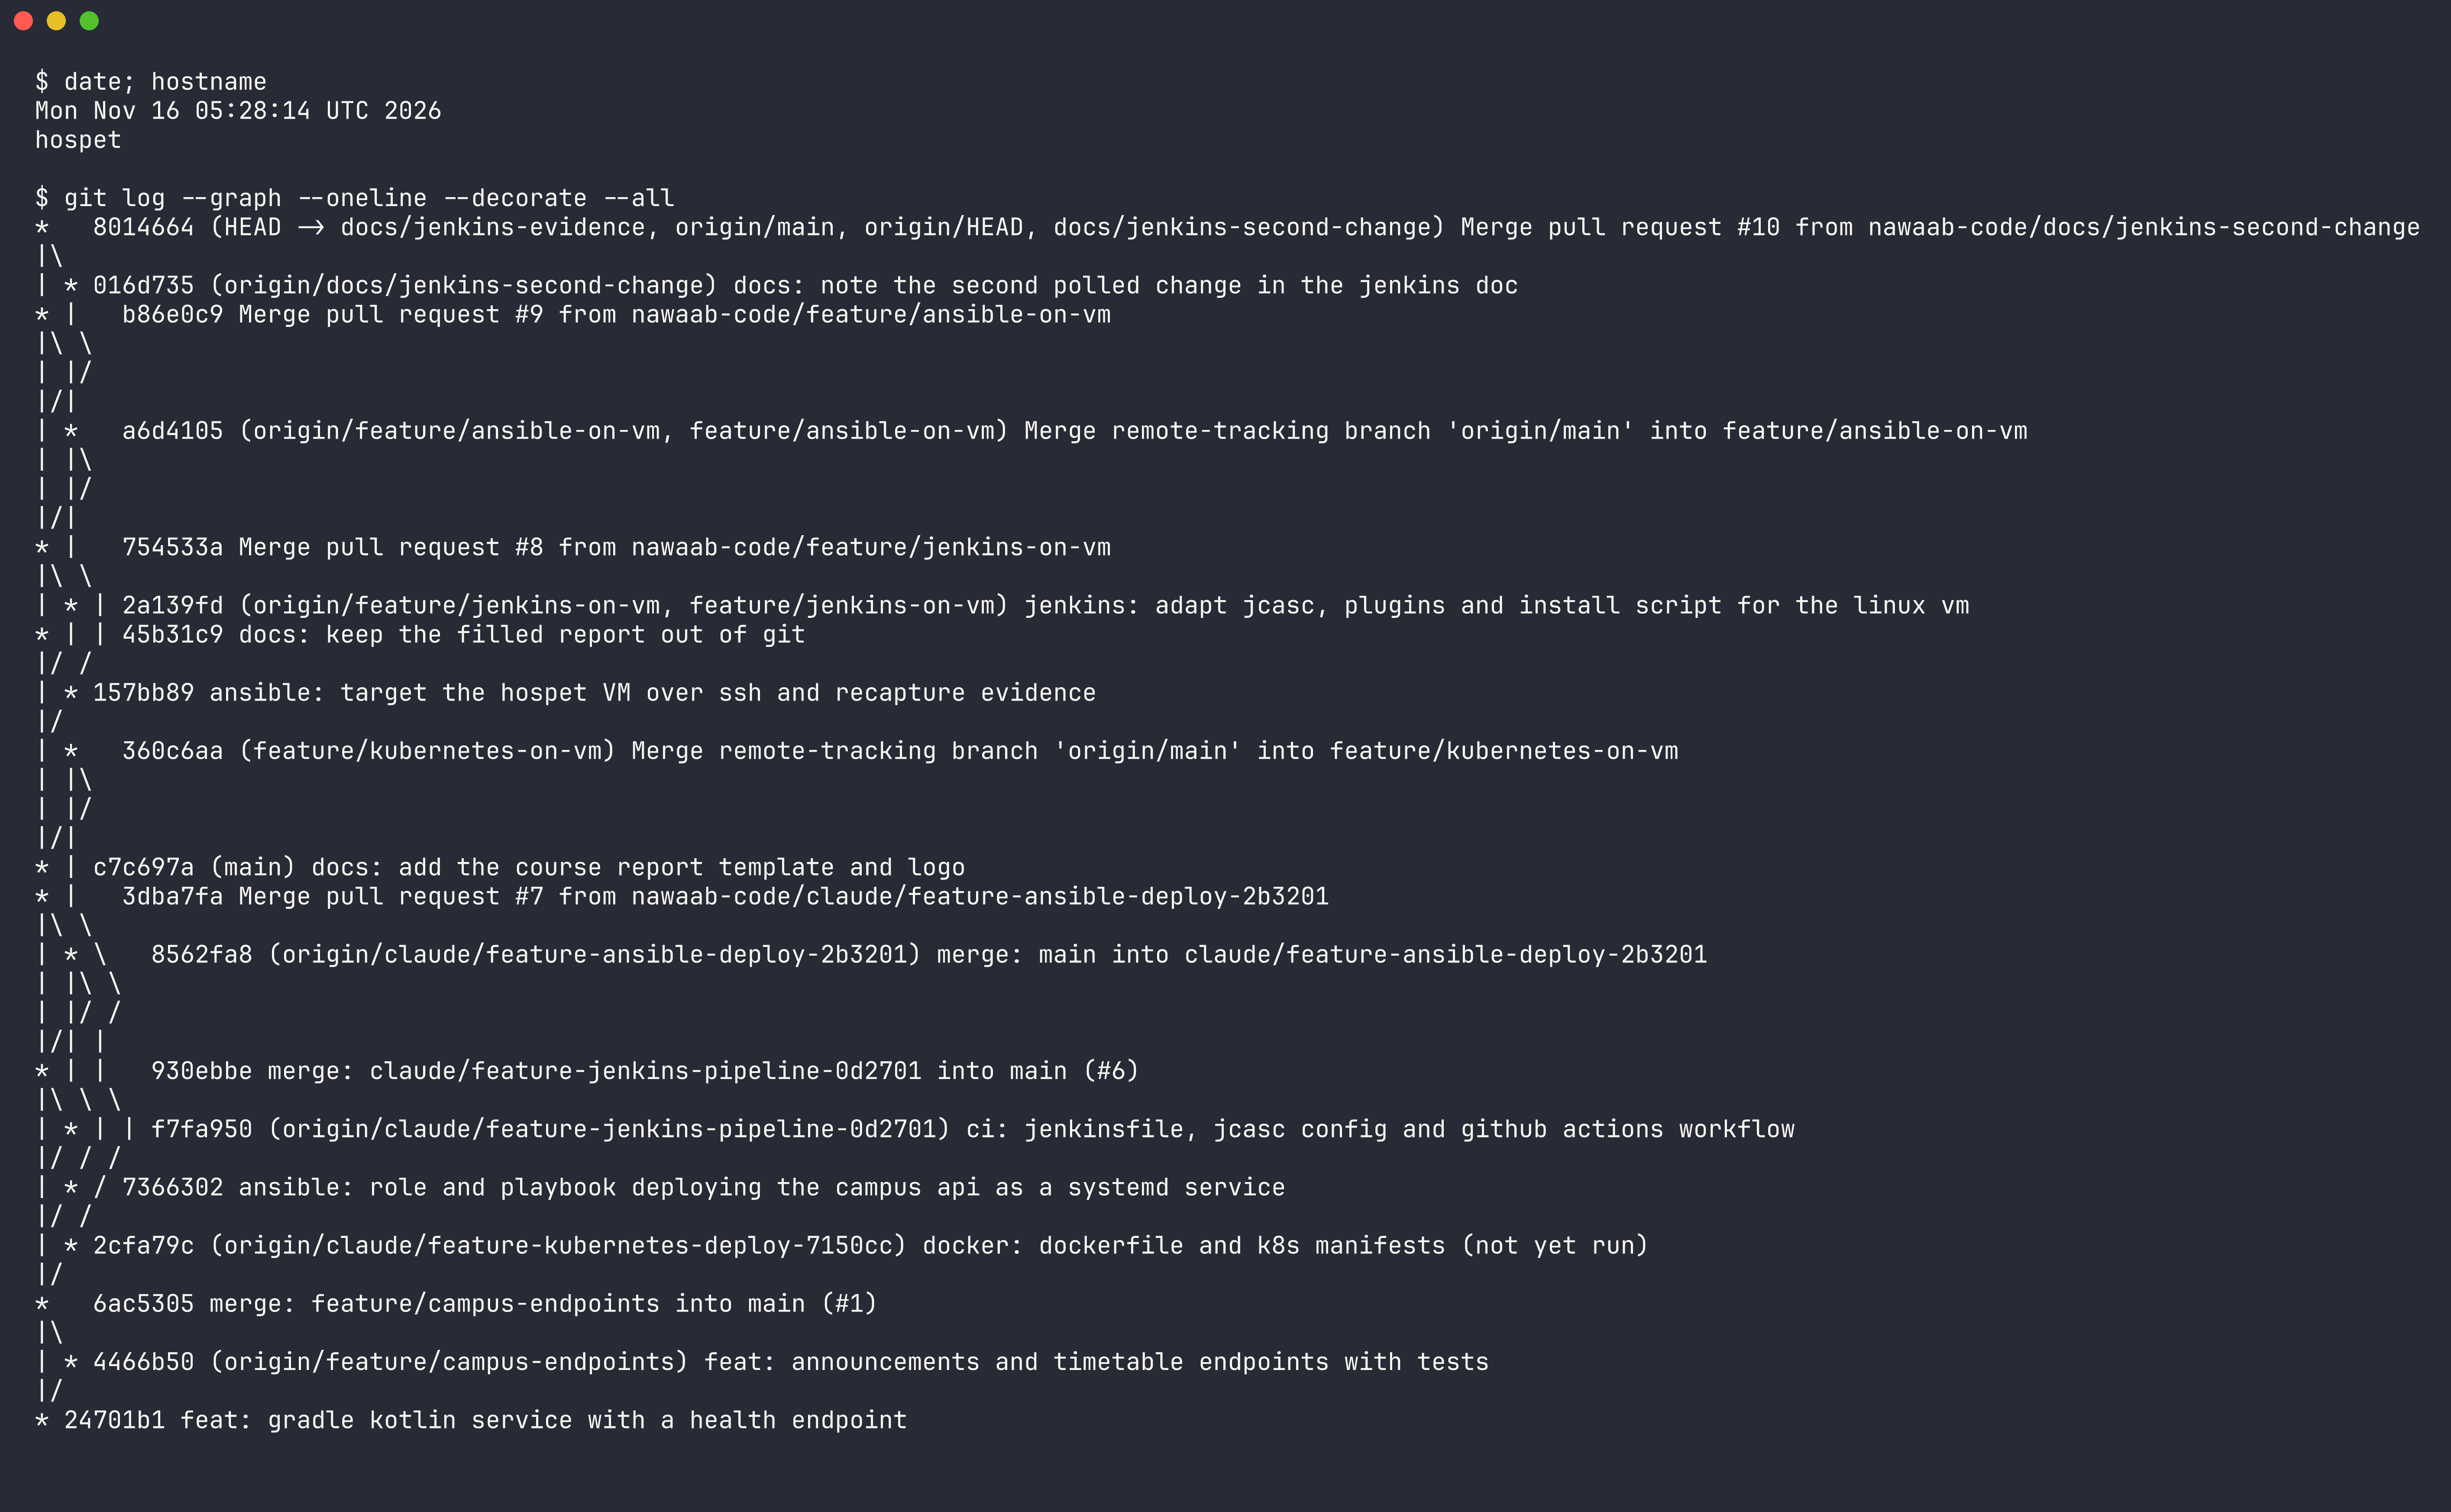 $ date; hostname
Mon Nov 16 05:28:14 UTC 2026
hospet

$ git log --graph --oneline --decorate --all
*   8014664 (HEAD -> docs/jenkins-evidence, origin/main, origin/HEAD, docs/jenkins-second-change) Merge pull request #10 from nawaab-code/docs/jenkins-second-change
|\
| * 016d735 (origin/docs/jenkins-second-change) docs: note the second polled change in the jenkins doc
* |   b86e0c9 Merge pull request #9 from nawaab-code/feature/ansible-on-vm
|\ \
| |/
|/|
| *   a6d4105 (origin/feature/ansible-on-vm, feature/ansible-on-vm) Merge remote-tracking branch 'origin/main' into feature/ansible-on-vm
| |\
| |/
|/|
* |   754533a Merge pull request #8 from nawaab-code/feature/jenkins-on-vm
|\ \
| * | 2a139fd (origin/feature/jenkins-on-vm, feature/jenkins-on-vm) jenkins: adapt jcasc, plugins and install script for the linux vm
* | | 45b31c9 docs: keep the filled report out of git
|/ /
| * 157bb89 ansible: target the hospet VM over ssh and recapture evidence
|/
| *   360c6aa (feature/kubernetes-on-vm) Merge remote-tracking branch 'origin/main' into feature/kubernetes-on-vm
| |\
| |/
|/|
* | c7c697a (main) docs: add the course report template and logo
* |   3dba7fa Merge pull request #7 from nawaab-code/claude/feature-ansible-deploy-2b3201
|\ \
| * \   8562fa8 (origin/claude/feature-ansible-deploy-2b3201) merge: main into claude/feature-ansible-deploy-2b3201
| |\ \
| |/ /
|/| |
* | |   930ebbe merge: claude/feature-jenkins-pipeline-0d2701 into main (#6)
|\ \ \
| * | | f7fa950 (origin/claude/feature-jenkins-pipeline-0d2701) ci: jenkinsfile, jcasc config and github actions workflow
|/ / /
| * / 7366302 ansible: role and playbook deploying the campus api as a systemd service
|/ /
| * 2cfa79c (origin/claude/feature-kubernetes-deploy-7150cc) docker: dockerfile and k8s manifests (not yet run)
|/
*   6ac5305 merge: feature/campus-endpoints into main (#1)
|\
| * 4466b50 (origin/feature/campus-endpoints) feat: announcements and timetable endpoints with tests
|/
* 24701b1 feat: gradle kotlin service with a health endpoint